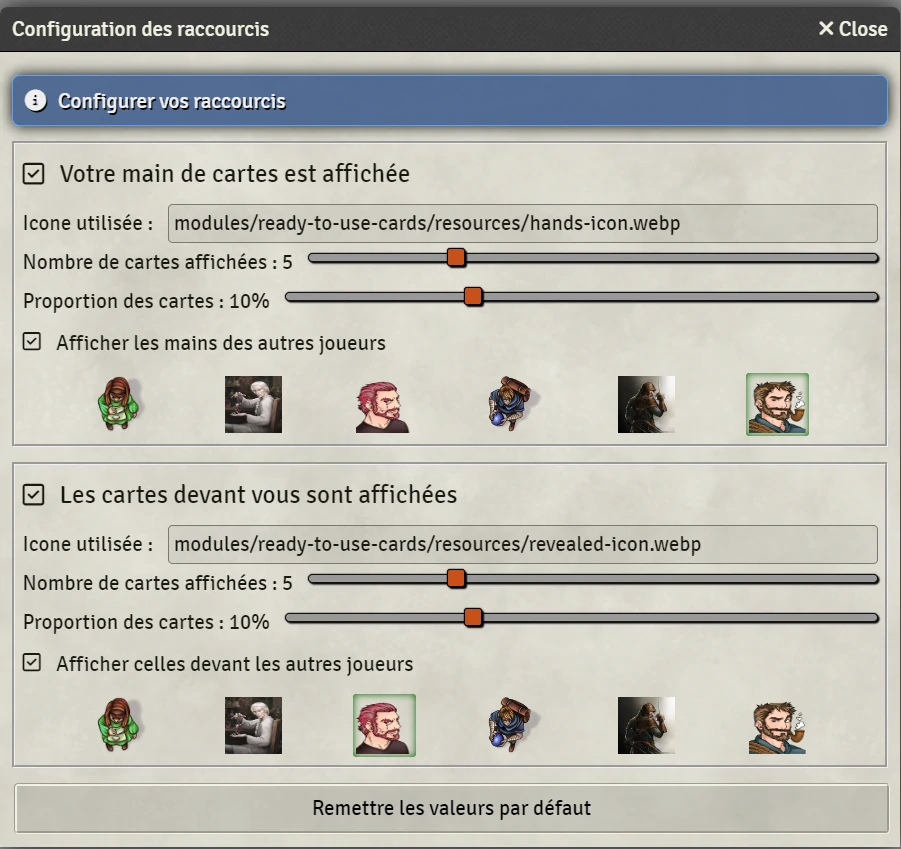 Configuration des raccourcis
Close
Configurer vos raccourcis
Votre main de cartes est affichée
Icone utilisée :
modules/ready-to-use-cards/resources/hands-icon.webp
Nombre de cartes affichées : 5
Proportion des cartes : 10%
Afficher les mains des autres joueurs
Les cartes devant vous sont affichées
Icone utilisée :
modules/ready-to-use-cards/resources/revealed-icon.webp
Nombre de cartes affichées : 5
Proportion des cartes : 10%
Afficher celles devant les autres joueurs
Remettre les valeurs par défaut